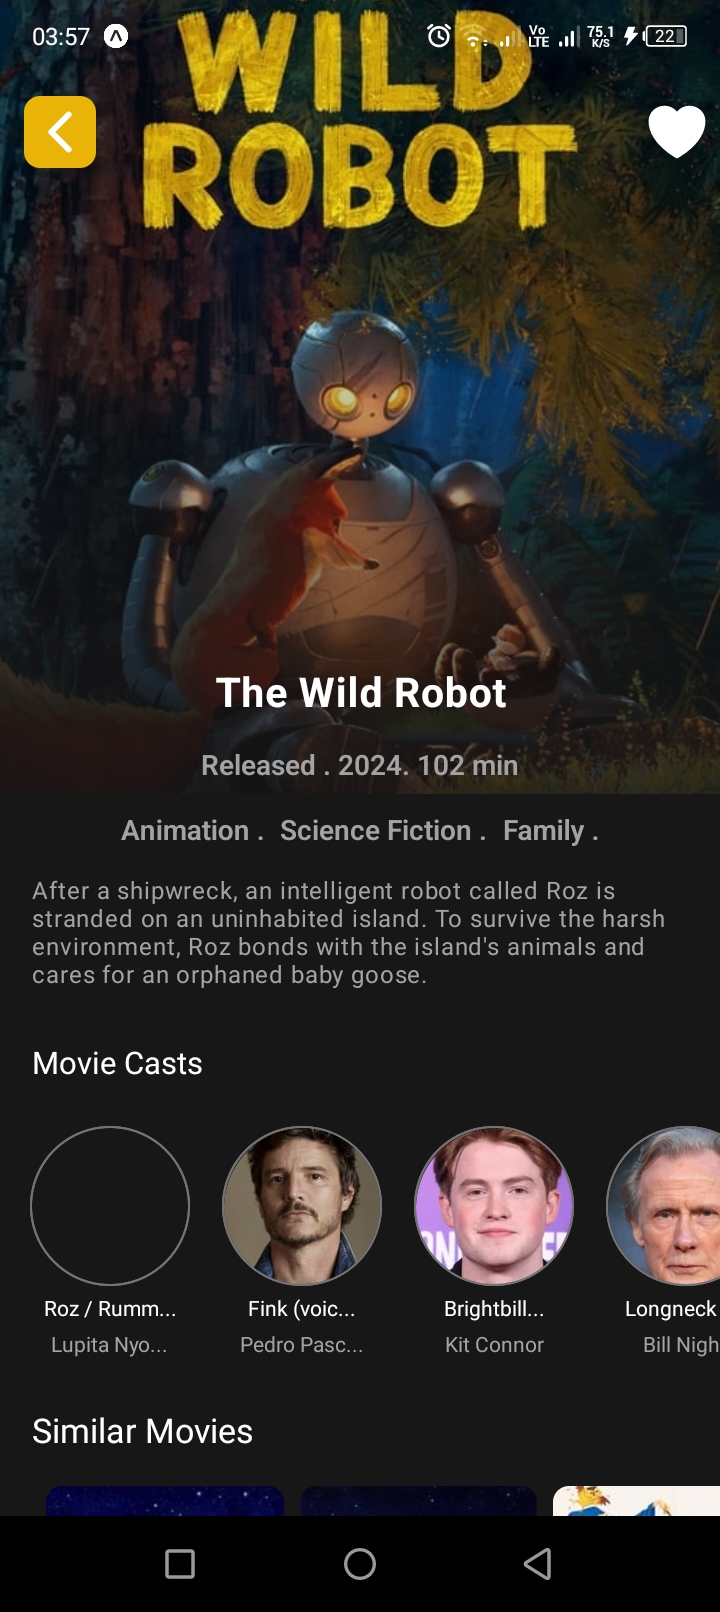 03:57
Vo LTE 75.1 K/S 22
WILD
ROBOT
The Wild Robot
Released . 2024. 102 min
Animation . Science Fiction . Family .
After a shipwreck, an intelligent robot called Roz is
stranded on an uninhabited island. To survive the harsh
environment, Roz bonds with the island's animals and
cares for an orphaned baby goose.
Movie Casts
Roz / Rumm... Fink (voic... Brightbill... Longneck
Lupita Nyo... Pedro Pasc... Kit Connor Bill Nigh
Similar Movies